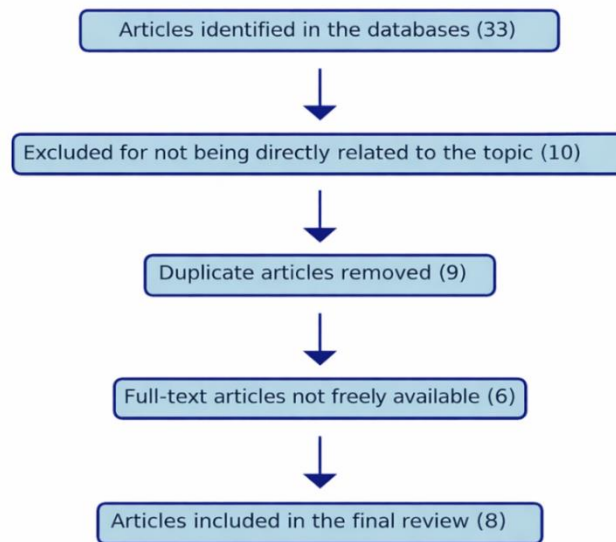 Articles identified in the databases (33)
Excluded for not being directly related to the topic (10)
Duplicate articles removed (9)
Full-text articles not freely available (6)
Articles included in the final review (8)